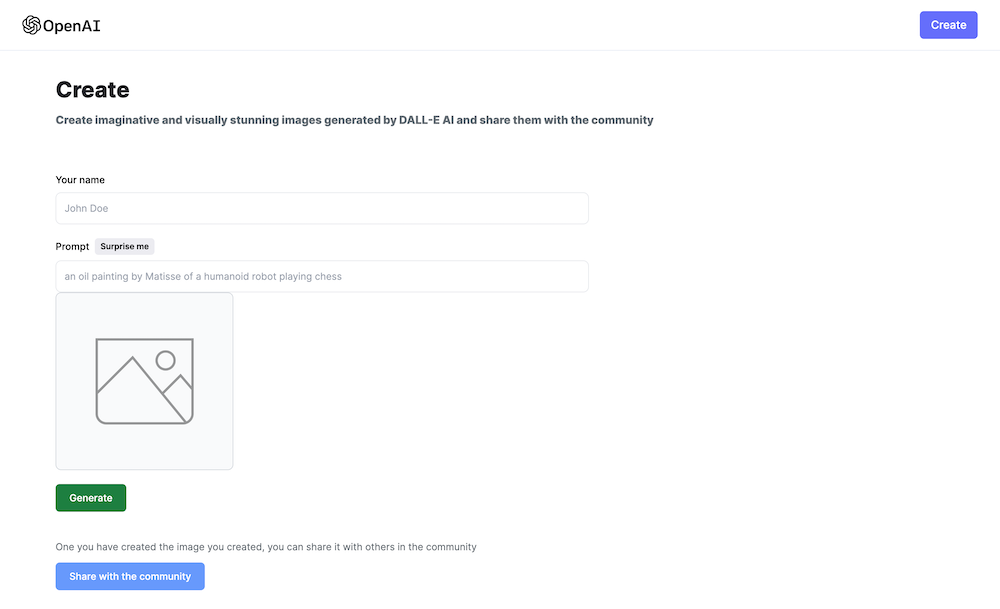 OpenAI
Create
Create
Create imaginative and visually stunning images generated by DALL-E AI and share them with the community
Your name
John Doe
Prompt Surprise me
an oil painting by Matisse of a humanoid robot playing chess
Generate
One you have created the image you created, you can share it with others in the community
Share with the community